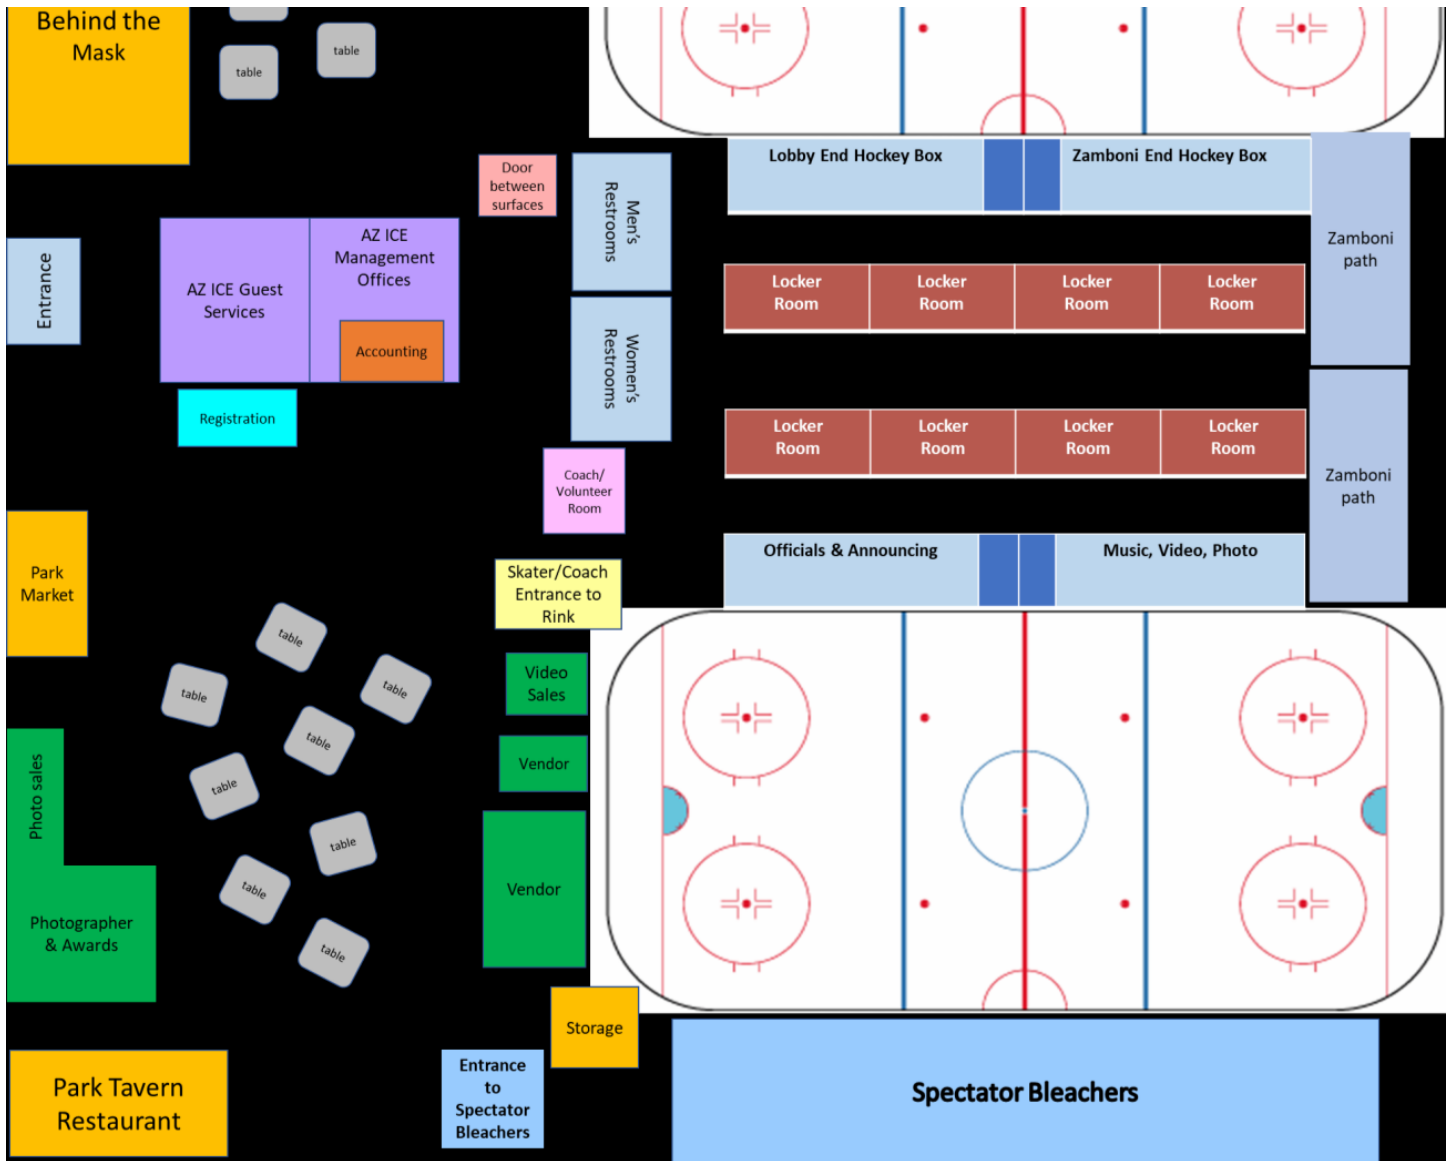 Behind the
Mask
table
table
Door
between
surfaces
Men's
Restrooms
Lobby End Hockey Box
Zamboni End Hockey Box
Zamboni
path
Entrance
AZ ICE Guest
Services
AZ ICE
Management
Offices
Accounting
Locker
Room
Locker
Room
Locker
Room
Locker
Room
Women's
Restrooms
Registration
Locker
Room
Locker
Room
Locker
Room
Locker
Room
Zamboni
path
Coach/
Volunteer
Room
Park
Market
Skater/Coach
Entrance to
Rink
Officials & Announcing
Music, Video, Photo
table
table
table
table
table
table
table
table
Video
Sales
Vendor
Vendor
Photo sales
Photographer
& Awards
Storage
Park Tavern
Restaurant
Entrance
to
Spectator
Bleachers
Spectator Bleachers